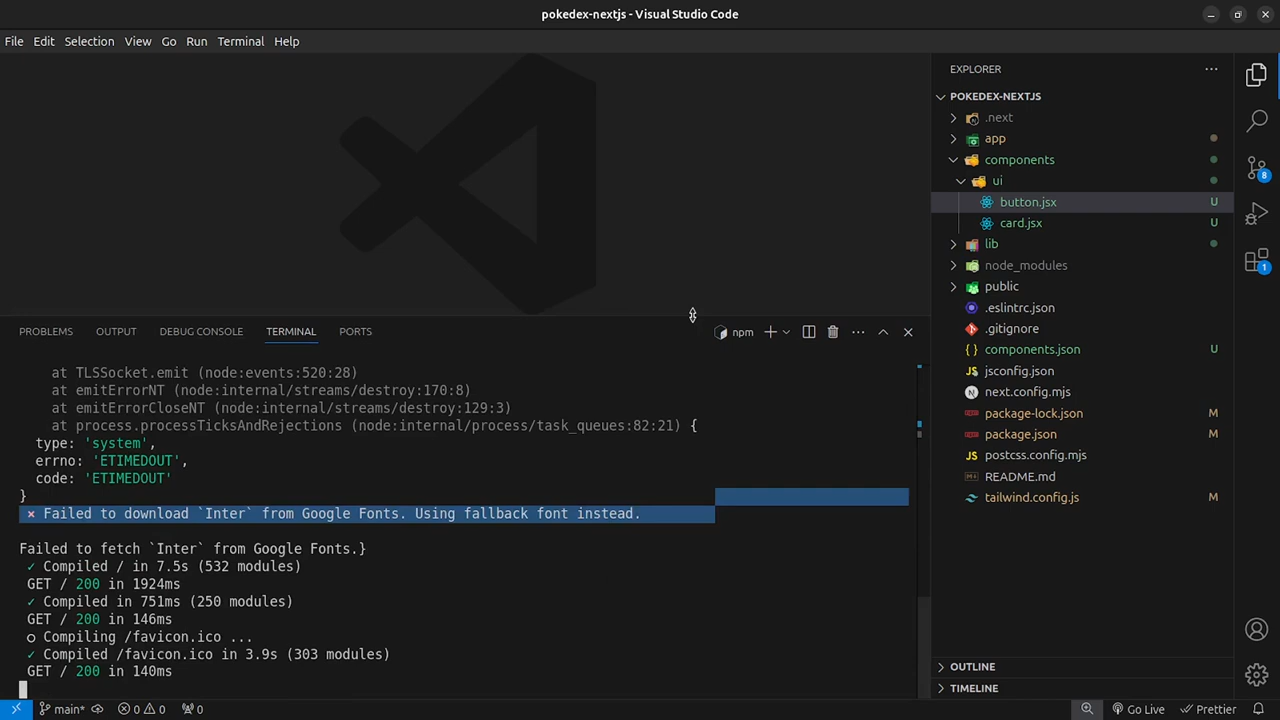 pokedex-nextjs - Visual Studio Code
File Edit Selection View Go Run Terminal Help
EXPLORER
POKEDEX-NEXTJS
.next
app
components
ui
button.jsx U
card.jsx U
lib
node_modules
public
.eslintrc.json
.gitignore
components.json U
jsconfig.json
next.config.mjs
package-lock.json M
package.json M
postcss.config.mjs
README.md
tailwind.config.js M
OUTLINE
TIMELINE
8
1
PROBLEMS OUTPUT DEBUG CONSOLE TERMINAL PORTS
npm
at TLSSocket.emit (node:events:520:28)
at emitErrorNT (node:internal/streams/destroy:170:8)
at emitErrorCloseNT (node:internal/streams/destroy:129:3)
at process.processTicksAndRejections (node:internal/process/task_queues:82:21) {
type: 'system',
errno: 'ETIMEDOUT',
code: 'ETIMEDOUT'
}
⨯ Failed to download `Inter` from Google Fonts. Using fallback font instead.
Failed to fetch `Inter` from Google Fonts.}
✓ Compiled / in 7.5s (532 modules)
GET / 200 in 1924ms
✓ Compiled in 751ms (250 modules)
GET / 200 in 146ms
○ Compiling /favicon.ico ...
✓ Compiled /favicon.ico in 3.9s (303 modules)
GET / 200 in 140ms
main* 0 0 0 Go Live Prettier